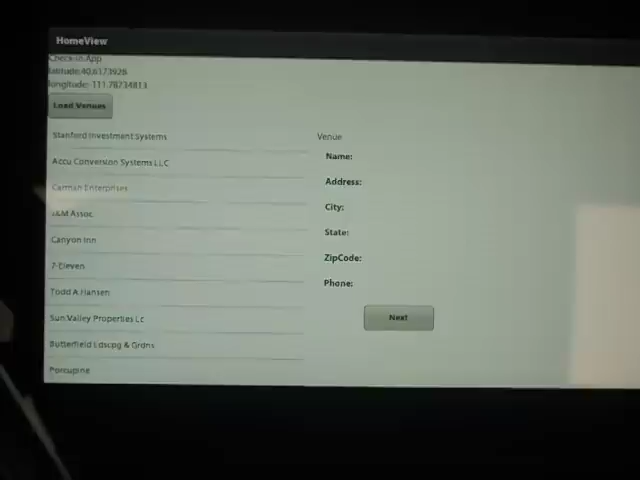 HomeView
Check-in App
latitude:40.6173926
longitude:-111.78734813
Load Venues
Stanford Investment Systems
Accu Conversion Systems LLC
Carman Enterprises
J&M Assoc.
Canyon Inn
7-Eleven
Todd A Hansen
Sun Valley Properties Lc
Butterfield Ldscpg & Grdns
Porcupine
Venue
Name:
Address:
City:
State:
ZipCode:
Phone:
Next